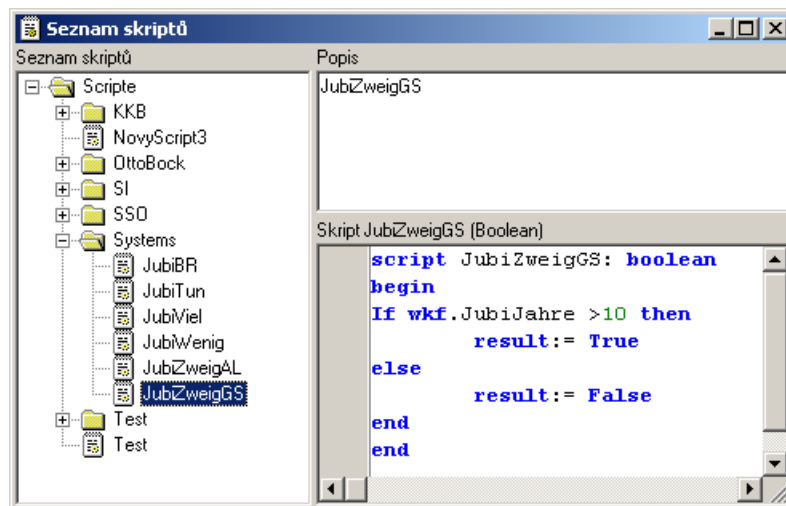 Seznam skriptů
Seznam skriptů
Scripte
KKB
NovyScript3
OttoBock
SI
SSO
Systems
JubiBR
JubiTun
JubiViel
JubiWenig
JubiZweigAL
JubiZweigGS
Test
Test
Popis
JubiZweigGS
Skript JubiZweigGS (Boolean)
script JubiZweigGS: boolean
begin
If wkf.JubiJahre >10 then
result:= True
else
result:= False
end
end